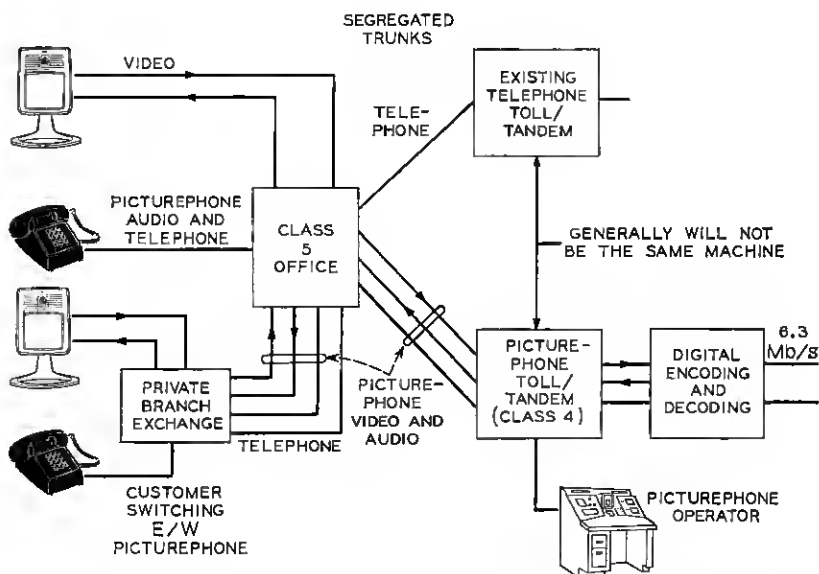 SEGREGATED
TRUNKS
VIDEO
EXISTING
TELEPHONE
TOLL/
TANDEM
TELE-
PHONE
PICTUREPHONE
AUDIO AND
TELEPHONE
CLASS
5
OFFICE
GENERALLY WILL NOT
BE THE SAME MACHINE
PRIVATE
BRANCH
EXCHANGE
PICTURE-
PHONE
VIDEO AND
AUDIO
TELEPHONE
PICTURE-
PHONE
TOLL/
TANDEM
(CLASS 4)
DIGITAL
ENCODING
AND
DECODING
6.3
Mb/s
CUSTOMER
SWITCHING
E/W
PICTUREPHONE
PICTUREPHONE
OPERATOR